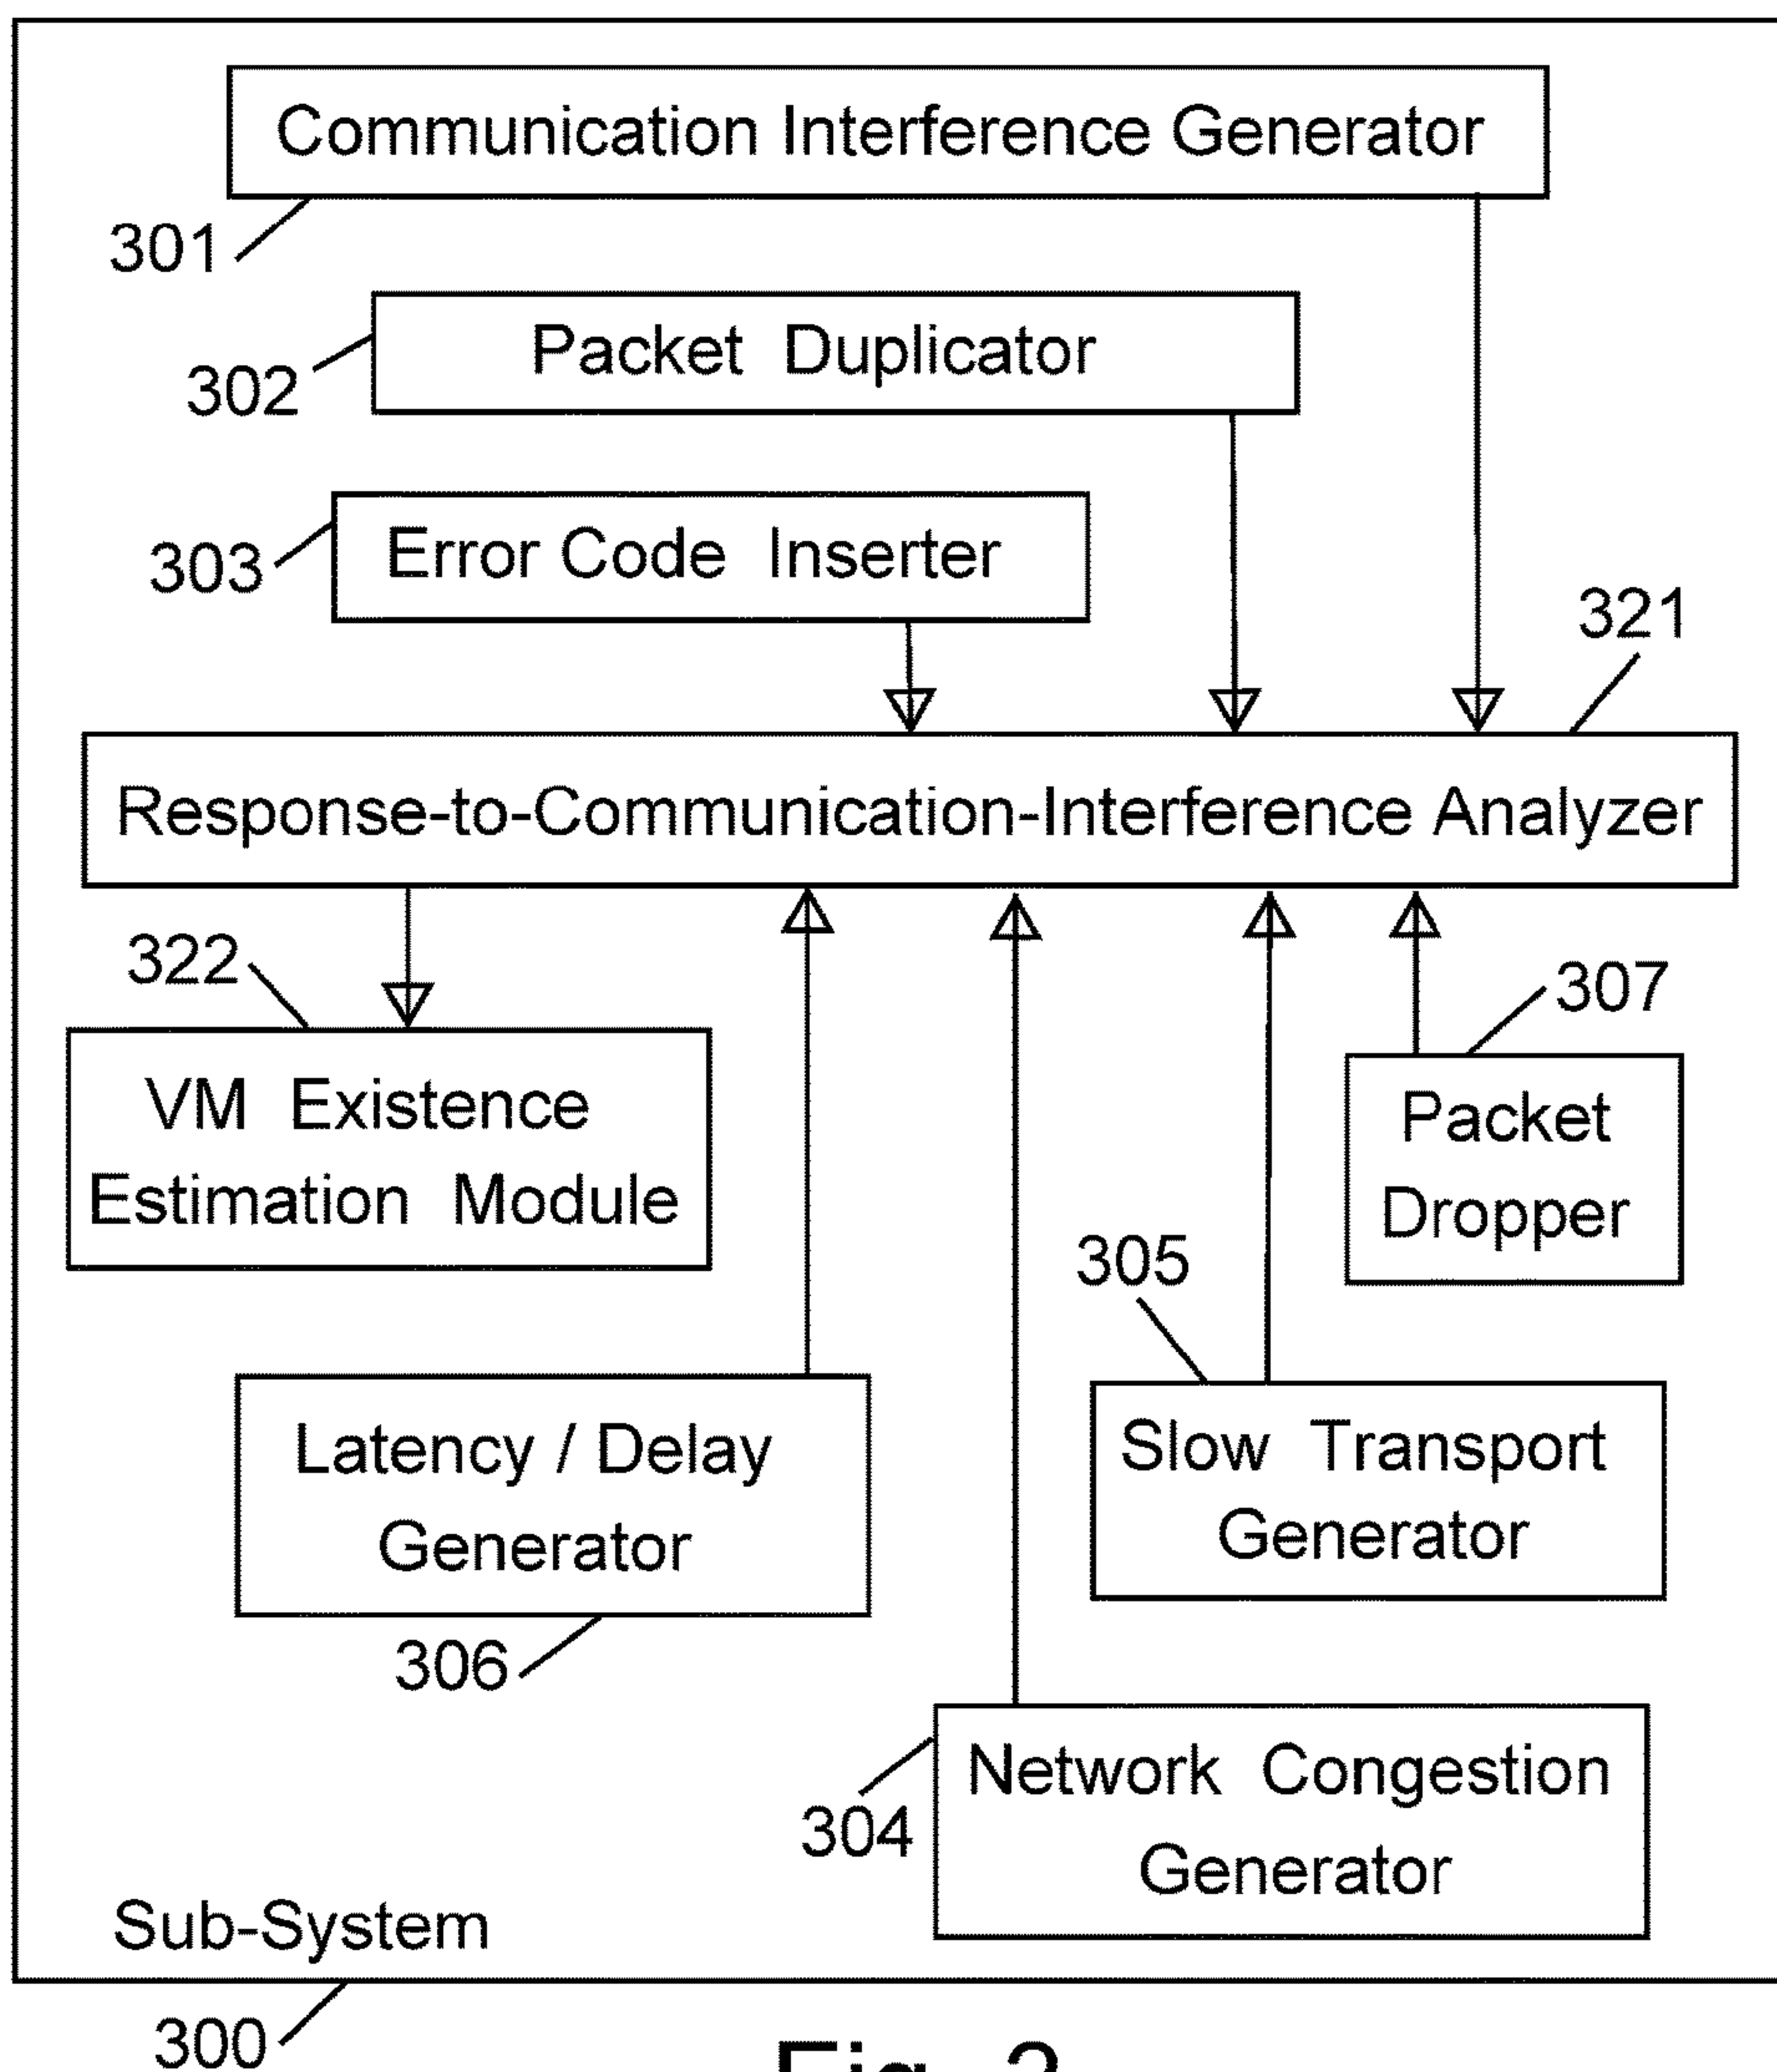 Communication Interference Generator
301
Packet Duplicator
302
Error Code Inserter
303
321
Response-to-Communication-Interference Analyzer
322
307
VM Existence
Estimation Module
Packet
Dropper
305
Latency / Delay
Generator
Slow Transport
Generator
306
304
Network Congestion
Generator
Sub-System
300